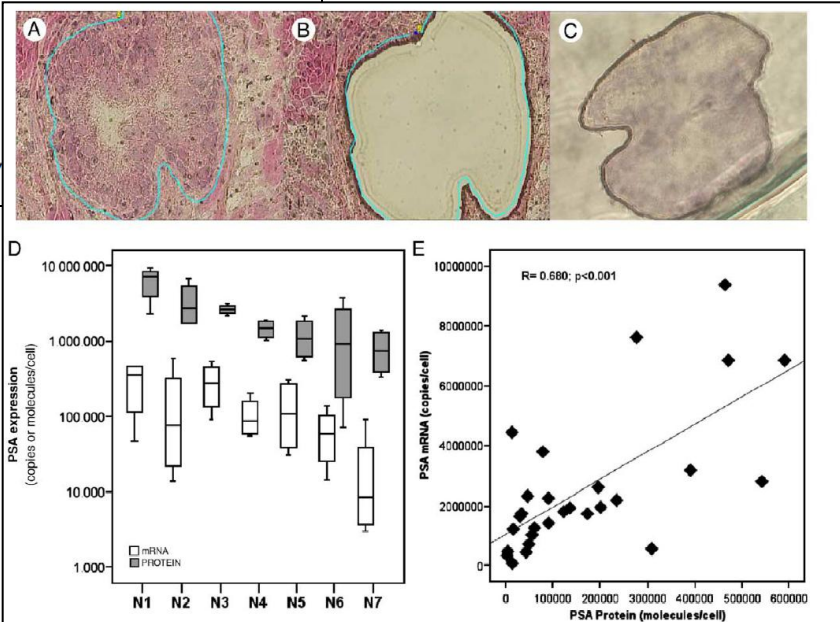 A
B
C
D
PSA expression
(copies or molecules/cell)
10 000 000
1 000 000
100 000
10 000
1 000
mRNA
PROTEIN
N1 N2 N3 N4 N5 N6 N7
E
R= 0.680; p<0.001
PSA mRNA (copies/cell)
10000000
8000000
6000000
4000000
2000000
0
0 100000 200000 300000 400000 500000 600000
PSA Protein (molecules/cell)